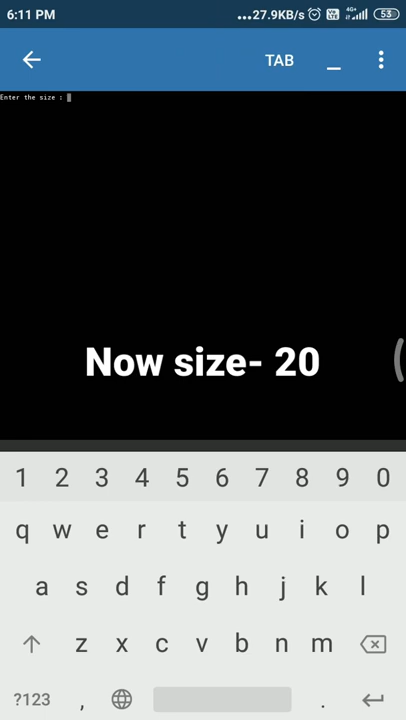 6:11 PM
...27.9KB/s 4G+ 53
TAB _
Enter the size :
Now size- 20
1 2 3 4 5 6 7 8 9 0
q w e r t y u i o p
a s d f g h j k l
z x c v b n m
?123 , .